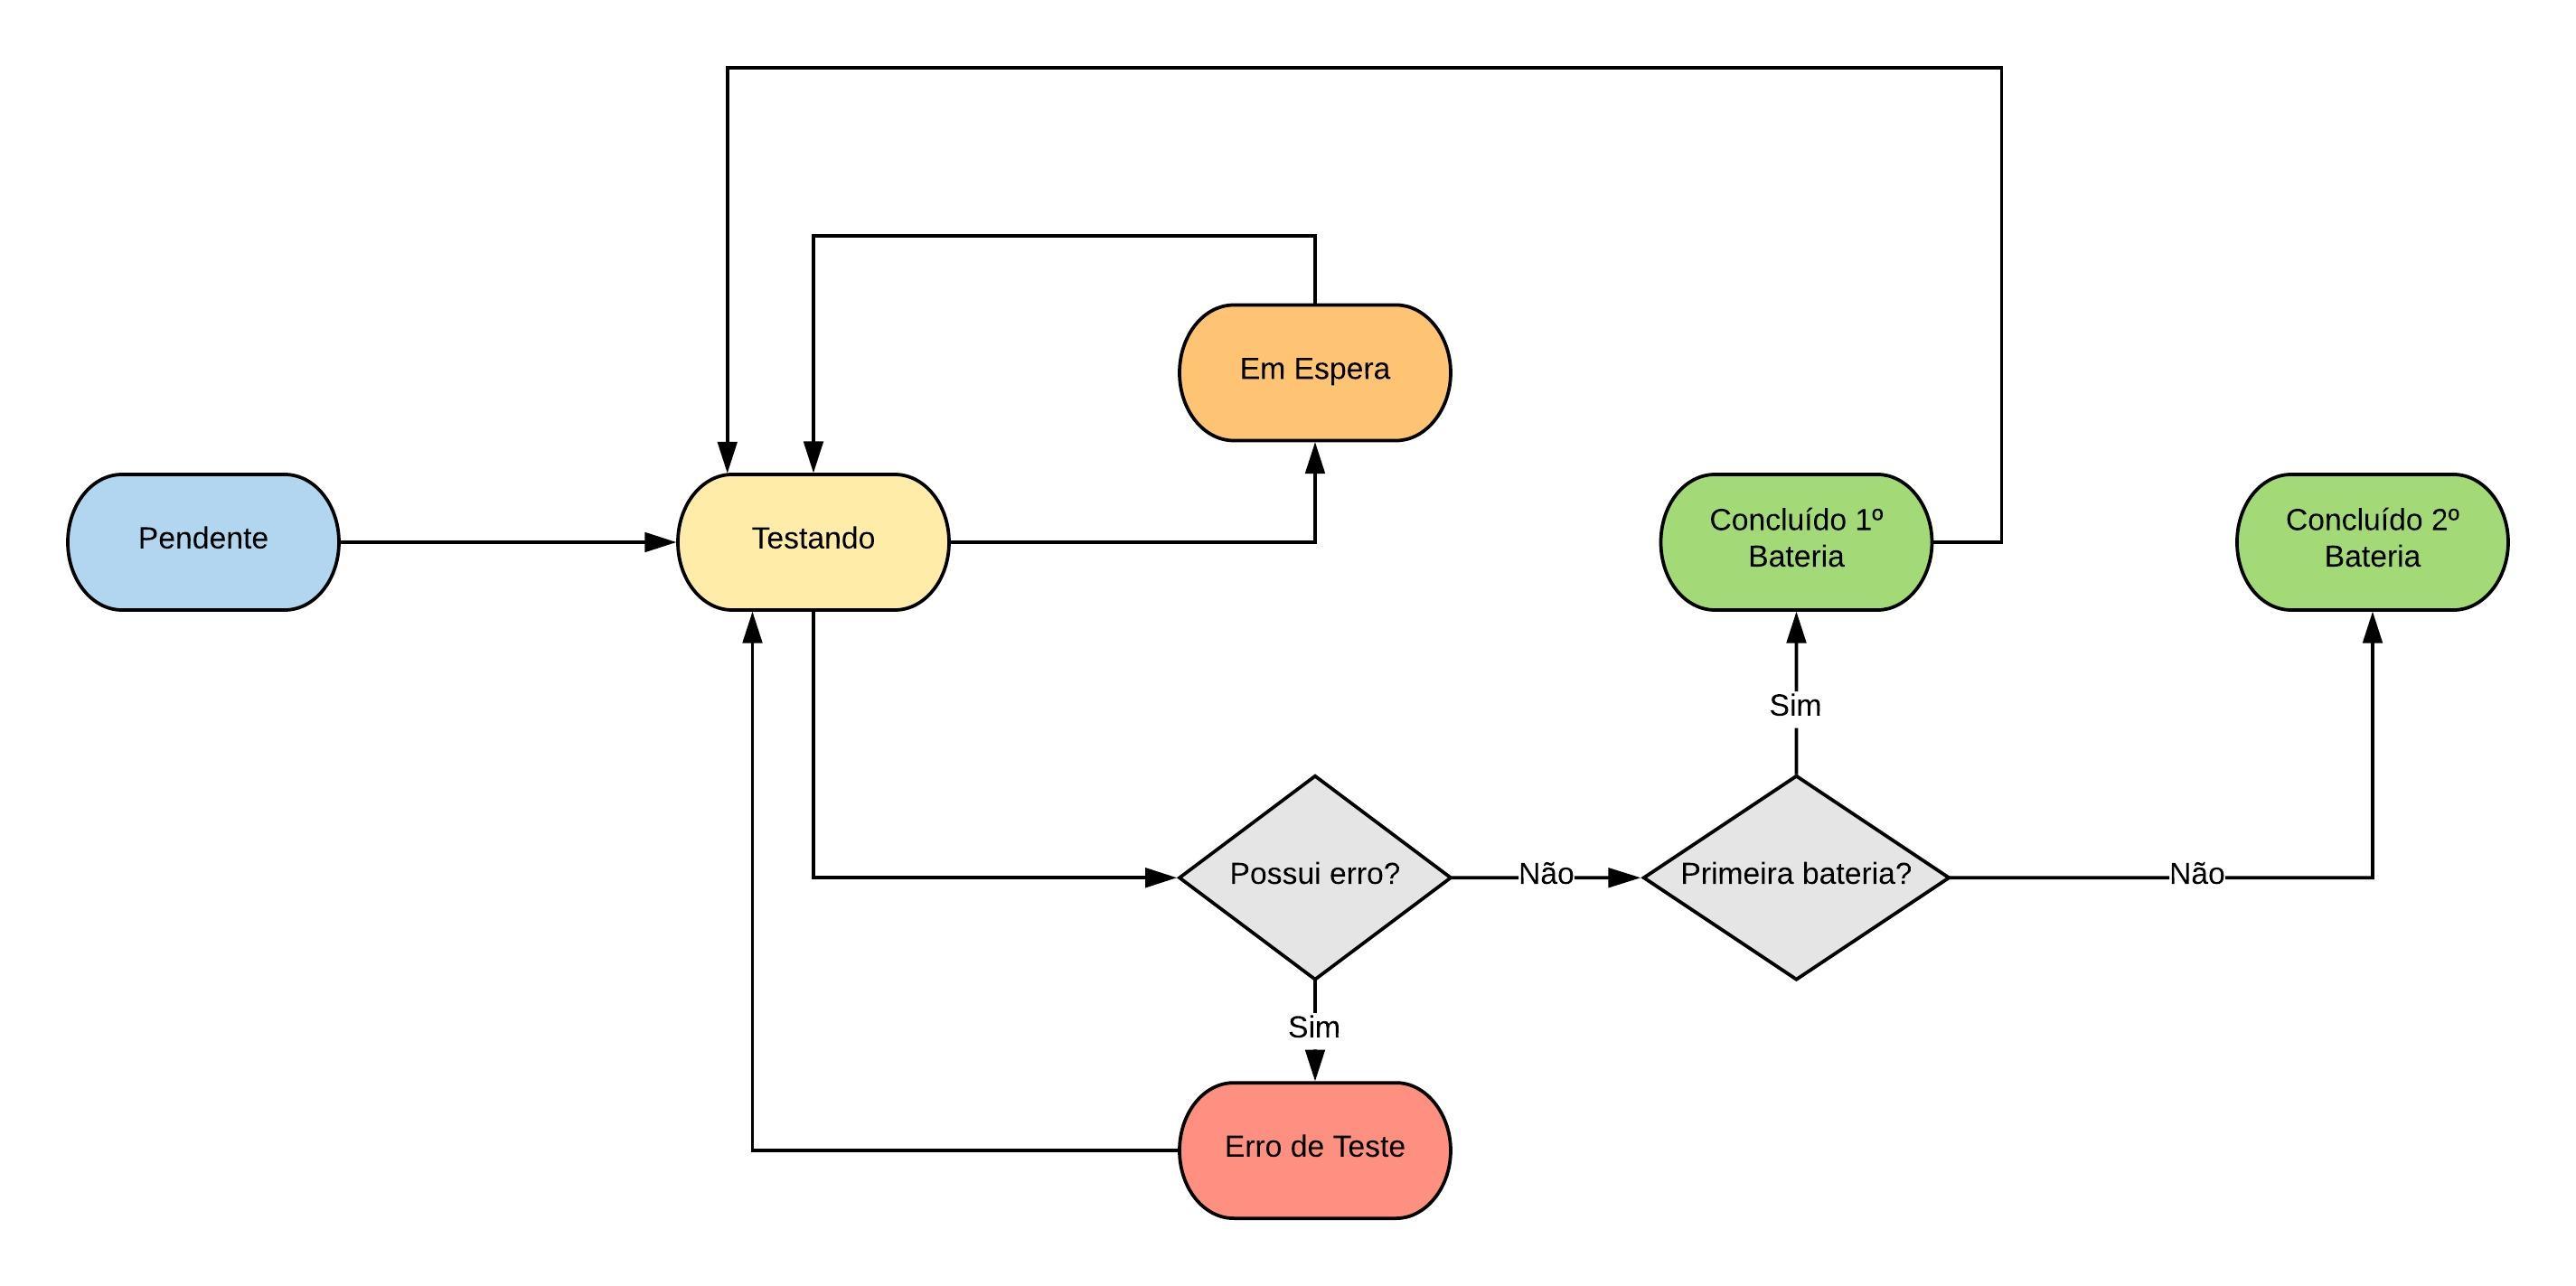 Em Espera
Pendente
Testando
Concluído 1º
Bateria
Concluído 2º
Bateria
Sim
Possui erro?
Não
Primeira bateria?
Não
Sim
Erro de Teste